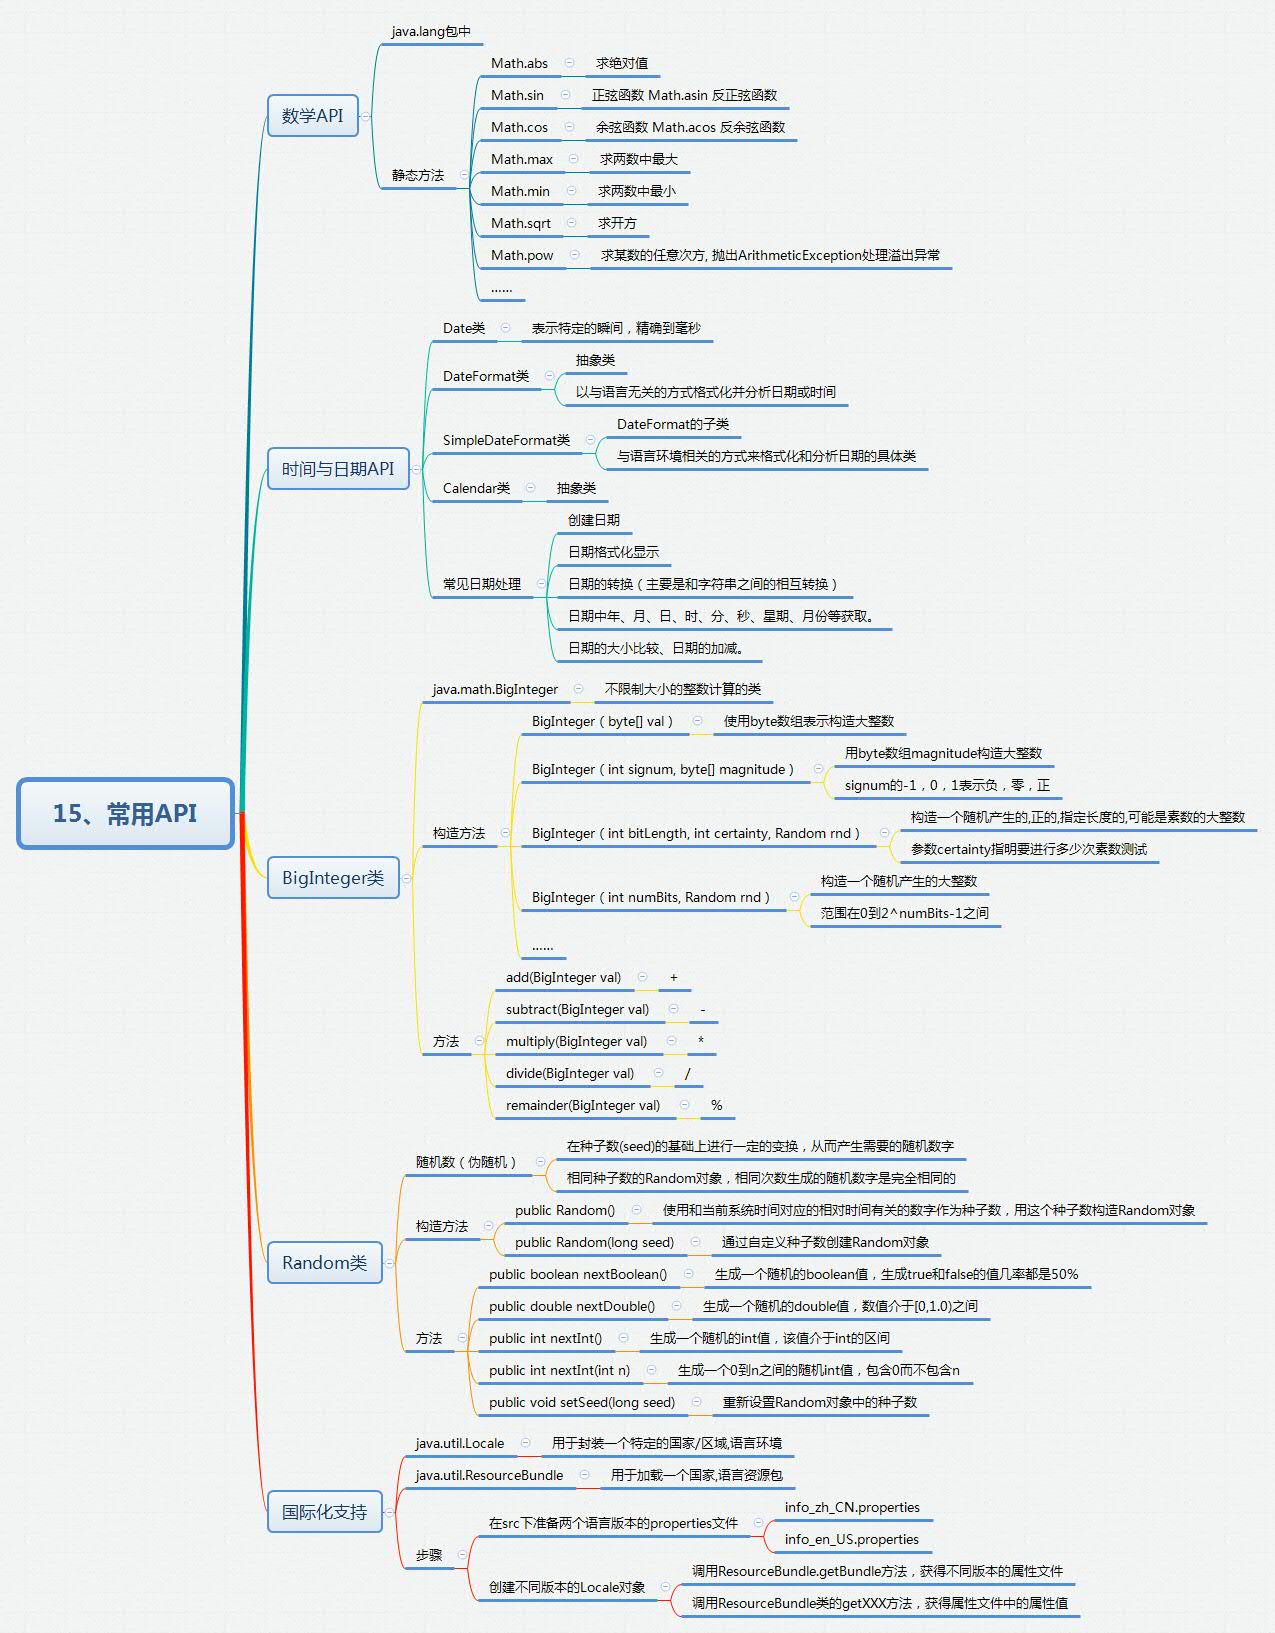 15、常用API
数学API
java.lang包中
静态方法
Math.abs 求绝对值
Math.sin 正弦函数 Math.asin 反正弦函数
Math.cos 余弦函数 Math.acos 反余弦函数
Math.max 求两数中最大
Math.min 求两数中最小
Math.sqrt 求开方
Math.pow 求某数的任意次方, 抛出ArithmeticException处理溢出异常
......
时间与日期API
Date类 表示特定的瞬间，精确到毫秒
DateFormat类
抽象类
以与语言无关的方式格式化并分析日期或时间
SimpleDateFormat类
DateFormat的子类
与语言环境相关的方式来格式化和分析日期的具体类
Calendar类 抽象类
常见日期处理
创建日期
日期格式化显示
日期的转换（主要是和字符串之间的相互转换）
日期中年、月、日、时、分、秒、星期、月份等获取。
日期的大小比较、日期的加减。
BigInteger类
java.math.BigInteger 不限制大小的整数计算的类
构造方法
BigInteger（byte[] val） 使用byte数组表示构造大整数
BigInteger（int signum, byte[] magnitude）
用byte数组magnitude构造大整数
signum的-1，0，1表示负，零，正
BigInteger（int bitLength, int certainty, Random rnd）
构造一个随机产生的,正的,指定长度的,可能是素数的大整数
参数certainty指明要进行多少次素数测试
BigInteger（int numBits, Random rnd）
构造一个随机产生的大整数
范围在0到2^numBits-1之间
......
方法
add(BigInteger val) +
subtract(BigInteger val) -
multiply(BigInteger val) *
divide(BigInteger val) /
remainder(BigInteger val) %
Random类
随机数（伪随机）
在种子数(seed)的基础上进行一定的变换，从而产生需要的随机数字
相同种子数的Random对象，相同次数生成的随机数字是完全相同的
构造方法
public Random() 使用和当前系统时间对应的相对时间有关的数字作为种子数，用这个种子数构造Random对象
public Random(long seed) 通过自定义种子数创建Random对象
方法
public boolean nextBoolean() 生成一个随机的boolean值，生成true和false的值几率都是50%
public double nextDouble() 生成一个随机的double值，数值介于[0,1.0)之间
public int nextInt() 生成一个随机的int值，该值介于int的区间
public int nextInt(int n) 生成一个0到n之间的随机int值，包含0而不包含n
public void setSeed(long seed) 重新设置Random对象中的种子数
国际化支持
java.util.Locale 用于封装一个特定的国家/区域,语言环境
java.util.ResourceBundle 用于加载一个国家,语言资源包
步骤
在src下准备两个语言版本的properties文件
info_zh_CN.properties
info_en_US.properties
创建不同版本的Locale对象
调用ResourceBundle.getBundle方法，获得不同版本的属性文件
调用ResourceBundle类的getXXX方法，获得属性文件中的属性值